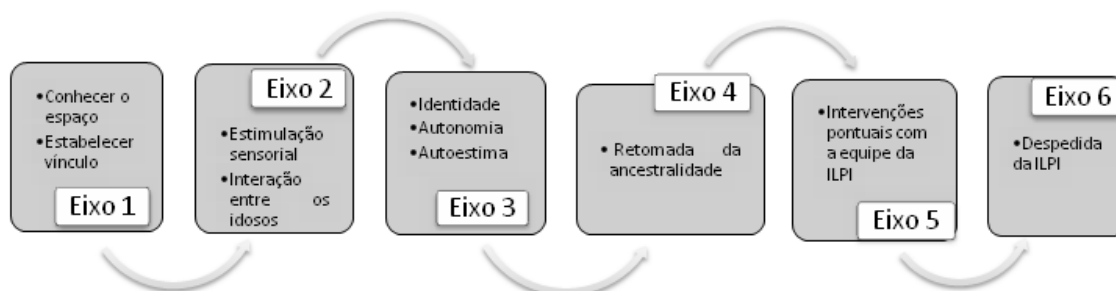 •Conhecer o
espaço
•Estabelecer
vínculo
Eixo 1
Eixo 2
•Estimulação
sensorial
•Interação
entre os
idosos
•Identidade
•Autonomia
•Autoestima
Eixo 3
Eixo 4
• Retomada da
ancestralidade
•Intervenções
pontuais com
a equipe da
ILPI
Eixo 5
Eixo 6
•Despedida
da ILPI